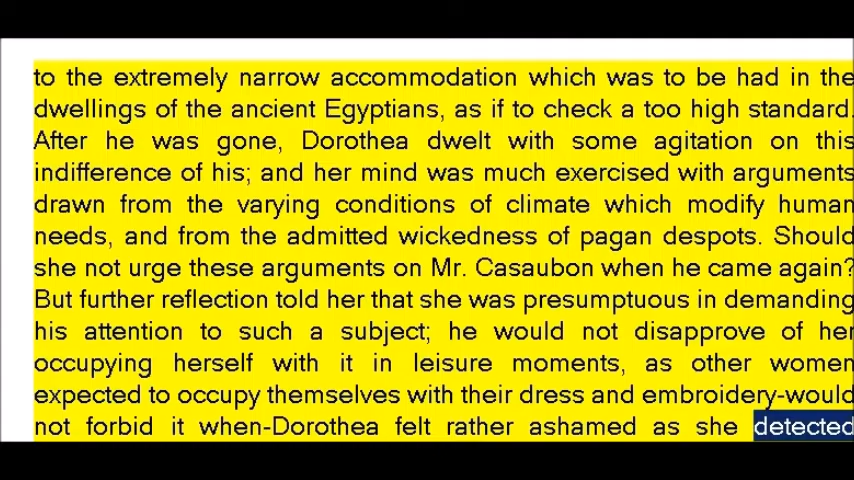 to the extremely narrow accommodation which was to be had in the
dwellings of the ancient Egyptians, as if to check a too high standard.
After he was gone, Dorothea dwelt with some agitation on this
indifference of his; and her mind was much exercised with arguments
drawn from the varying conditions of climate which modify human
needs, and from the admitted wickedness of pagan despots. Should
she not urge these arguments on Mr. Casaubon when he came again?
But further reflection told her that she was presumptuous in demanding
his attention to such a subject; he would not disapprove of her
occupying herself with it in leisure moments, as other women
expected to occupy themselves with their dress and embroidery-would
not forbid it when-Dorothea felt rather ashamed as she detected